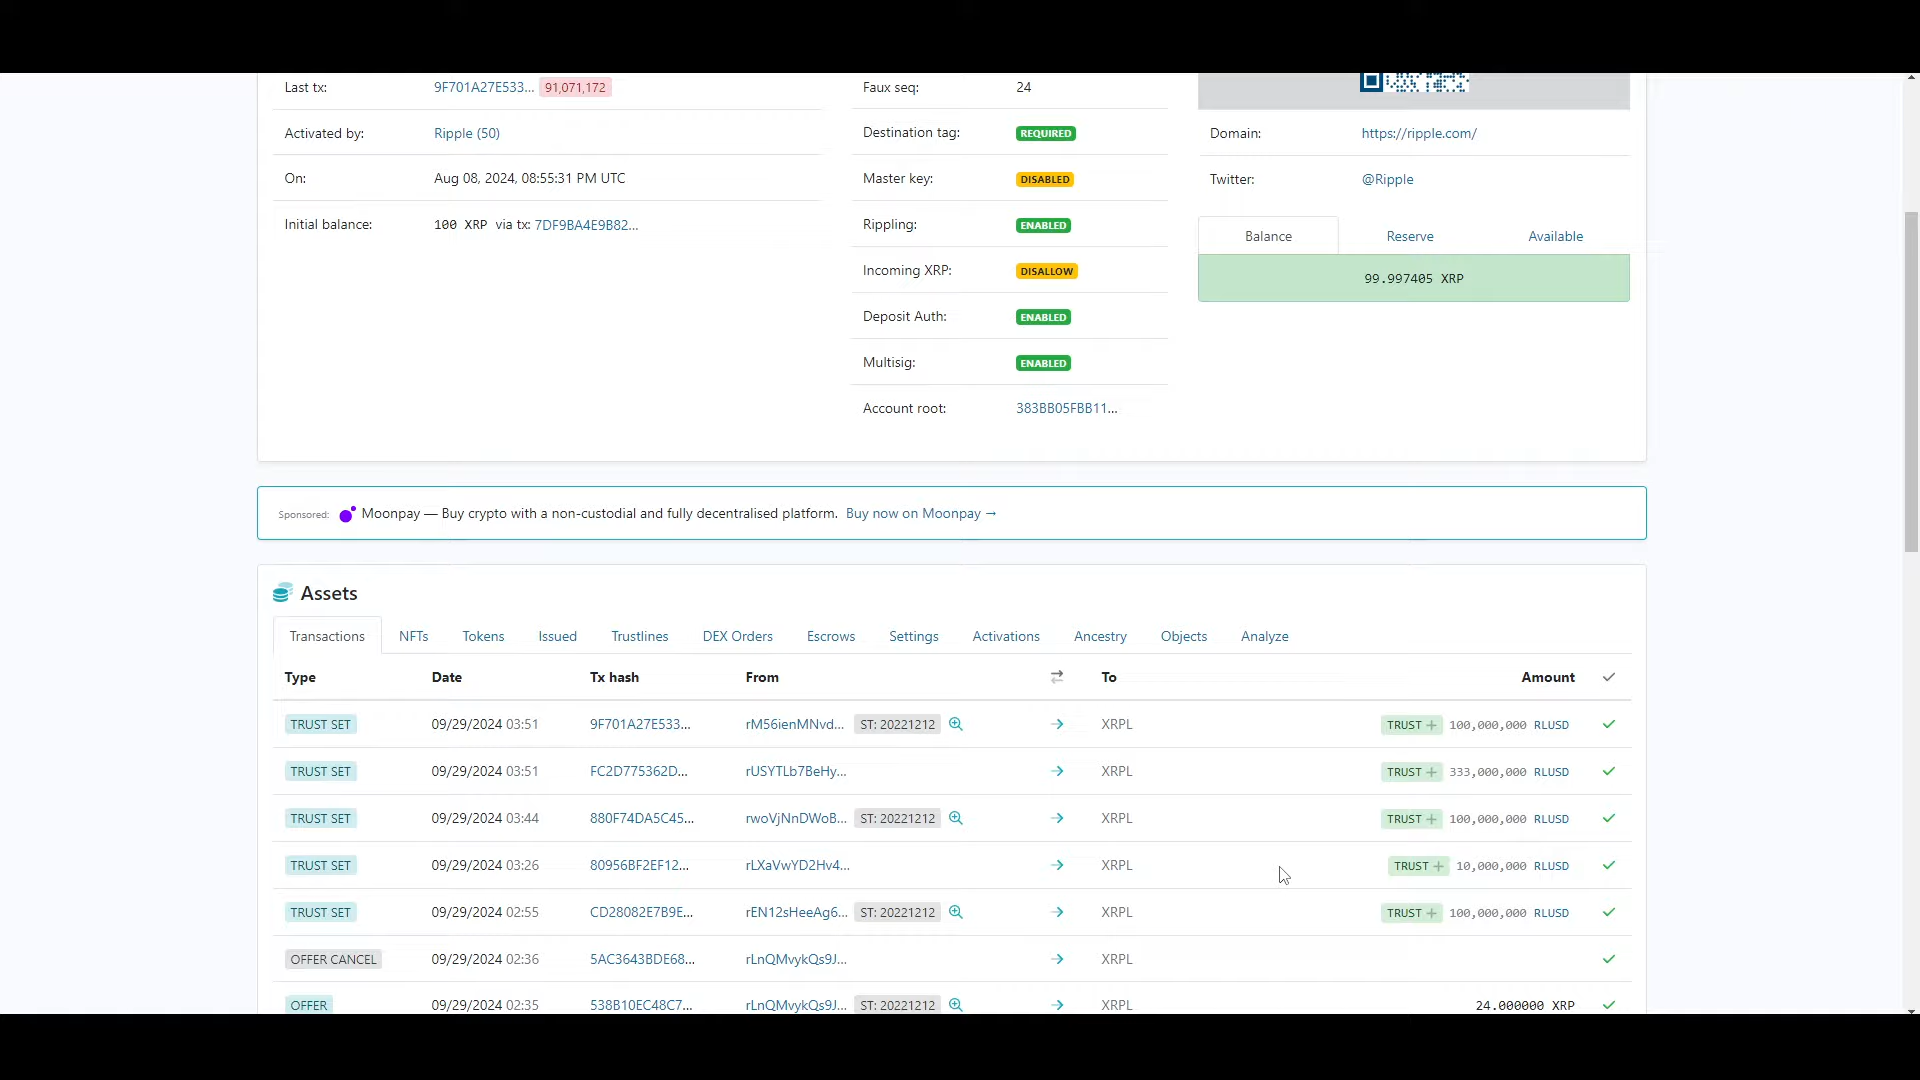 Last tx: 9F701A27E533... 91,071,172
Activated by: Ripple (50)
On: Aug 08, 2024, 08:55:31 PM UTC
Initial balance: 100 XRP via tx: 7DF9BA4E9B82...
Faux seq: 24
Destination tag: REQUIRED
Master key: DISABLED
Rippling: ENABLED
Incoming XRP: DISALLOW
Deposit Auth: ENABLED
Multisig: ENABLED
Account root: 383BB05FBB11...
Domain: https://ripple.com/
Twitter: @Ripple
Balance Reserve Available
99.997405 XRP
Sponsored: Moonpay — Buy crypto with a non-custodial and fully decentralised platform. Buy now on Moonpay →
Assets
Transactions NFTs Tokens Issued Trustlines DEX Orders Escrows Settings Activations Ancestry Objects Analyze
Type Date Tx hash From To Amount
TRUST SET 09/29/2024 03:51 9F701A27E533... rM56ienMNvd... ST: 20221212 XRPL TRUST + 100,000,000 RLUSD
TRUST SET 09/29/2024 03:51 FC2D775362D... rUSYTLb7BeHy... XRPL TRUST + 333,000,000 RLUSD
TRUST SET 09/29/2024 03:44 880F74DA5C45... rwoVjNnDWoB... ST: 20221212 XRPL TRUST + 100,000,000 RLUSD
TRUST SET 09/29/2024 03:26 80956BF2EF12... rLXaVwYD2Hv4... XRPL TRUST + 10,000,000 RLUSD
TRUST SET 09/29/2024 02:55 CD28082E7B9E... rEN12sHeeAg6... ST: 20221212 XRPL TRUST + 100,000,000 RLUSD
OFFER CANCEL 09/29/2024 02:36 5AC3643BDE68... rLnQMvykQs9J... XRPL
OFFER 09/29/2024 02:35 538B10EC48C7... rLnQMvykQs9J... ST: 20221212 XRPL 24.000000 XRP